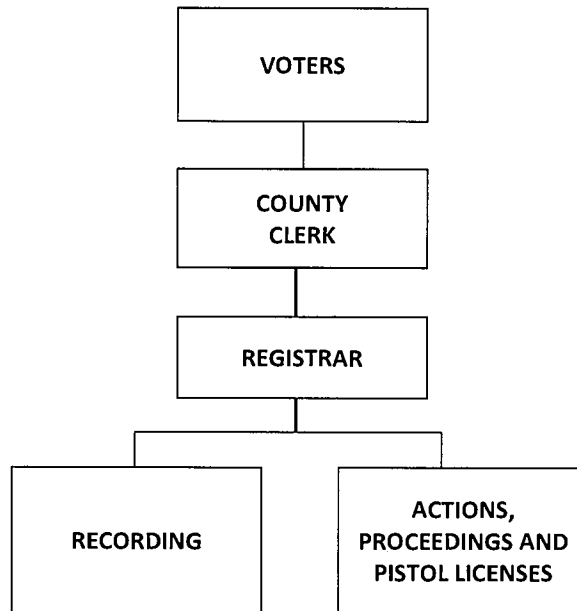 VOTERS
COUNTY
CLERK
REGISTRAR
RECORDING
ACTIONS,
PROCEEDINGS AND
PISTOL LICENSES